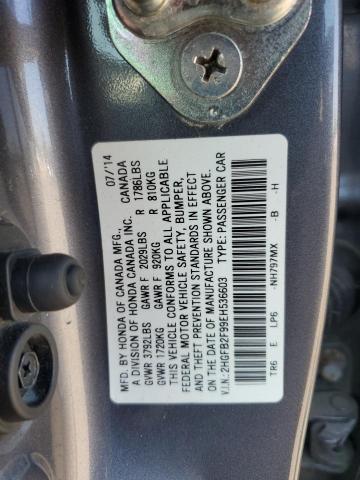 MFD. BY HONDA OF CANADA MFG., 07/'14
A DIVISION OF HONDA CANADA INC. CANADA
GVWR 3792LBS GAWR F 2029LBS R 1786LBS
GVWR 1720KG GAWR F 920KG R 810KG
THIS VEHICLE CONFORMS TO ALL APPLICABLE
FEDERAL MOTOR VEHICLE SAFETY, BUMPER,
AND THEFT PREVENTION STANDARDS IN EFFECT
ON THE DATE OF MANUFACTURE SHOWN ABOVE.
V.I.N.: 2HGFB2F99EH536603 TYPE: PASSENGER CAR
TR6 E LP6 -NH797MX -B -H